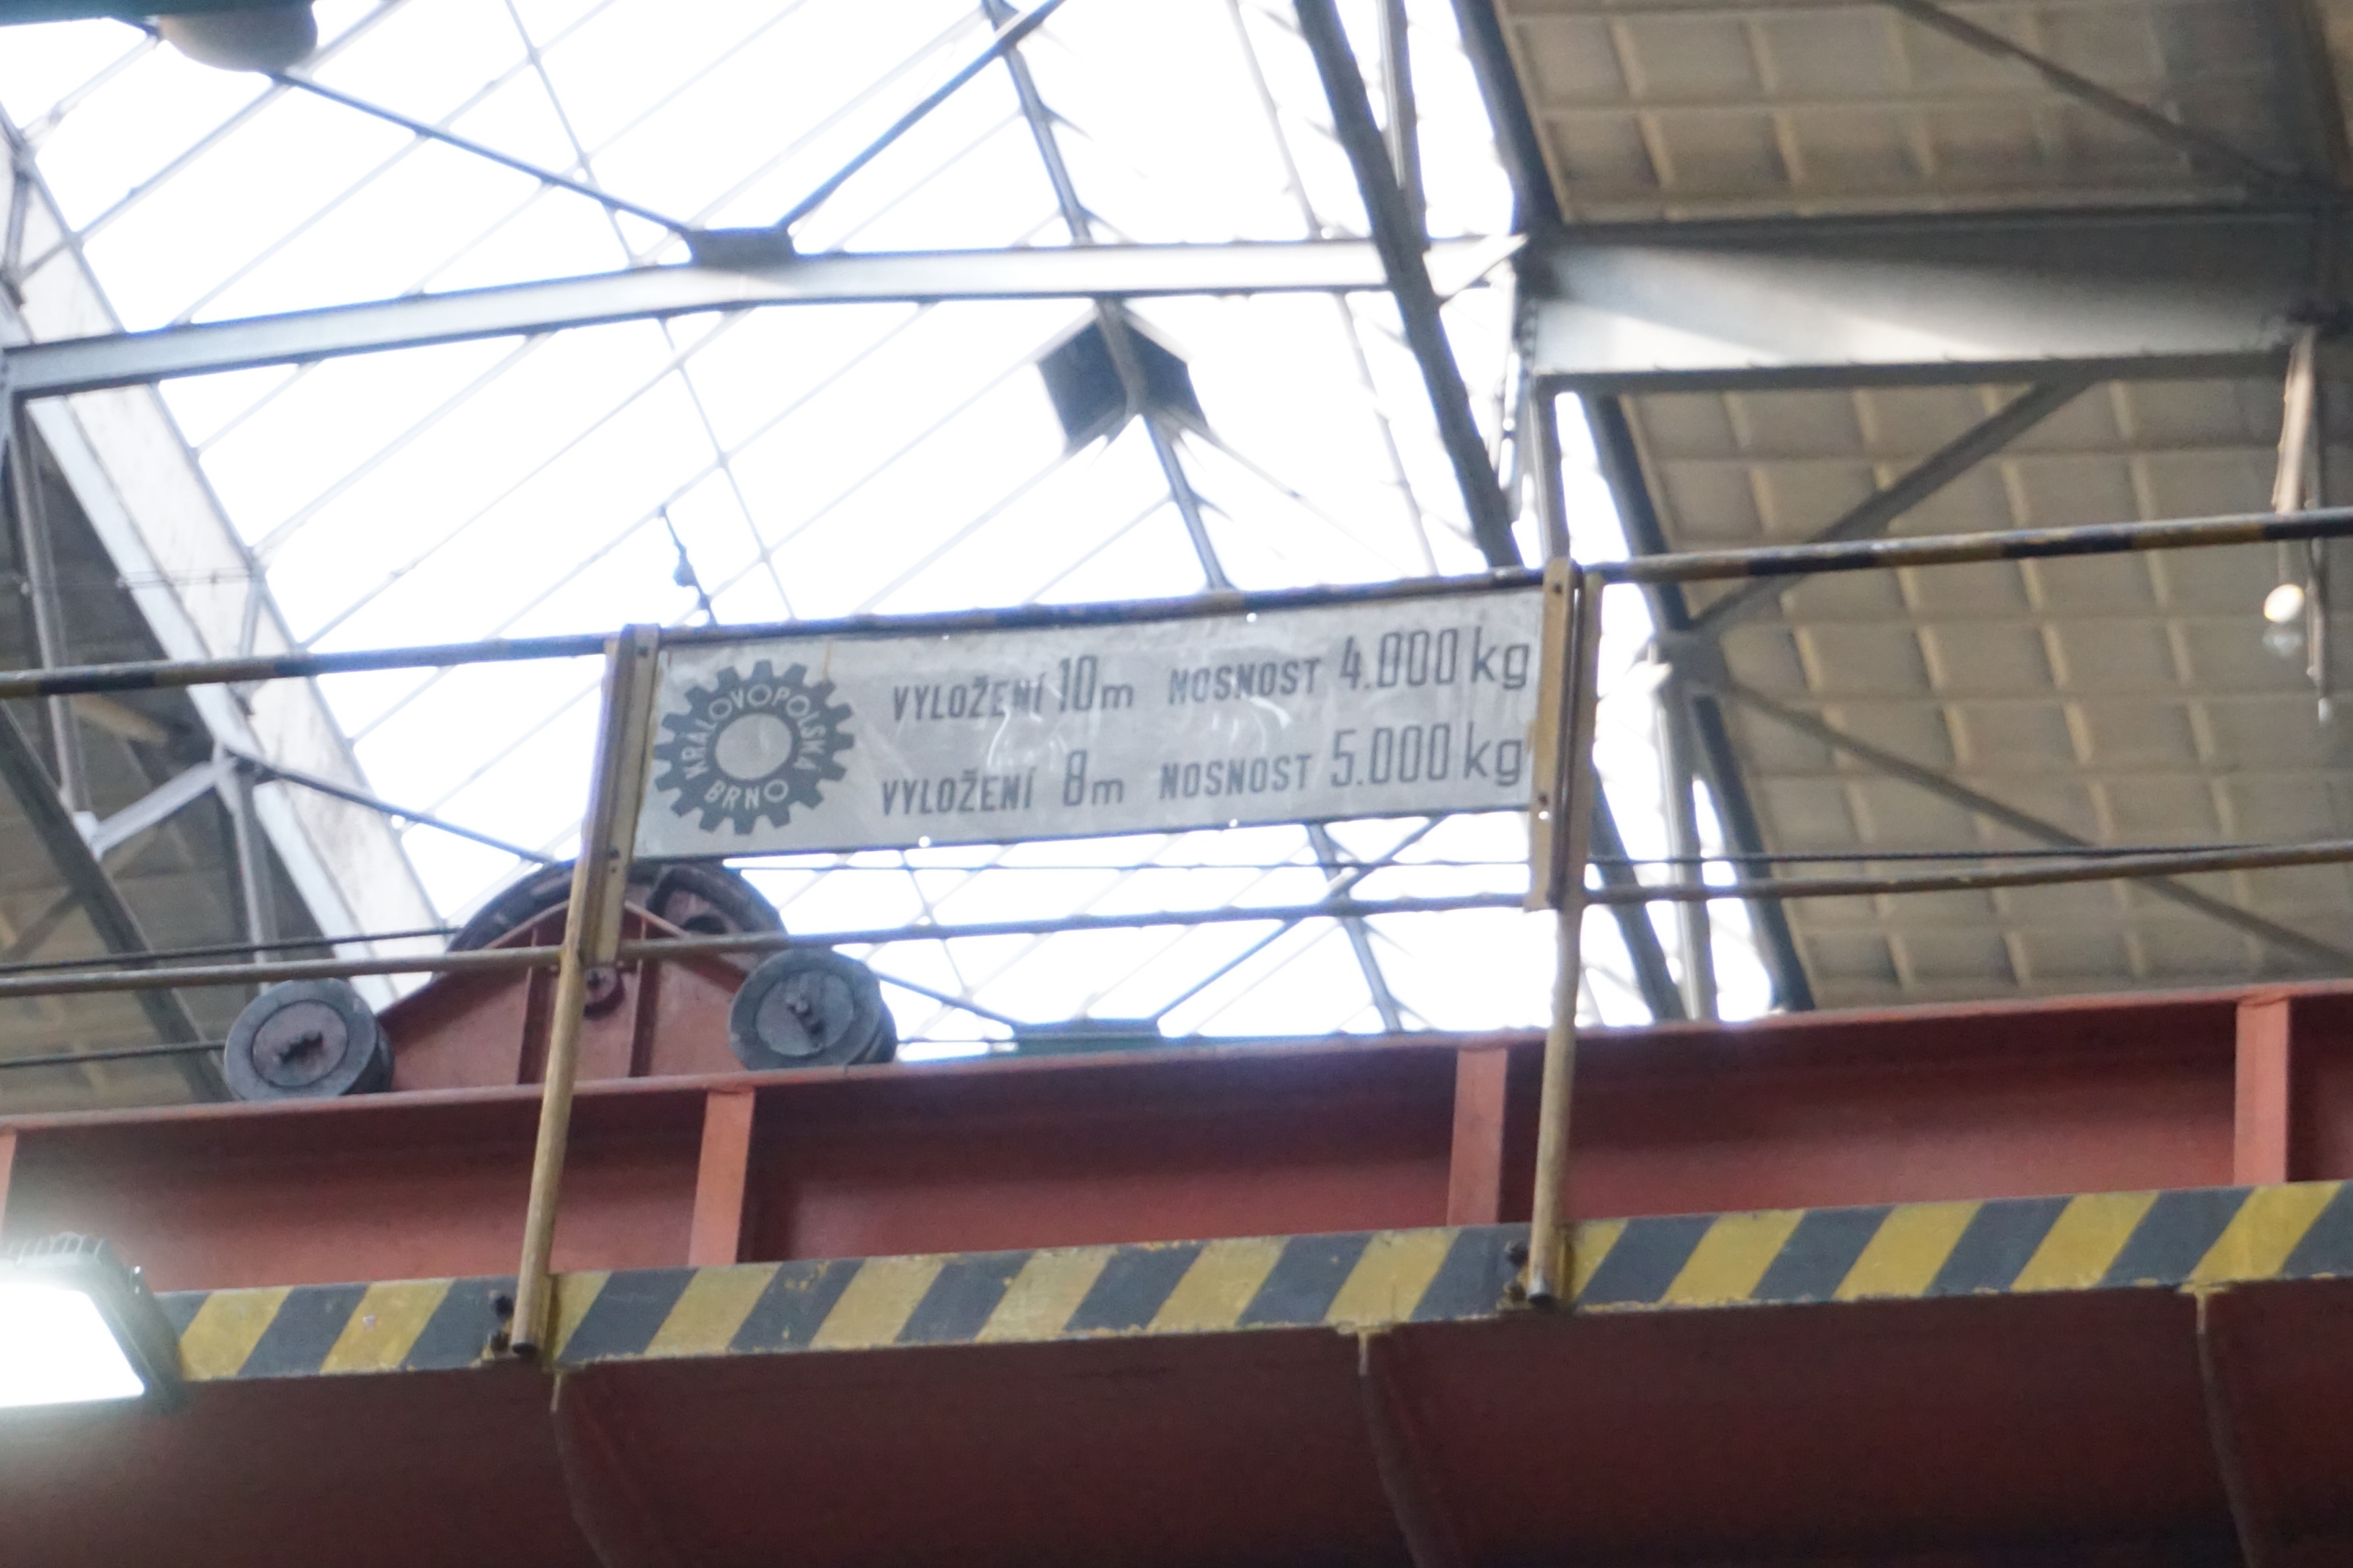 KRÁLOVOPOLSKÁ
BRNO
VYLOŽENÍ 10m NOSNOST 4.000 kg
VYLOŽENÍ 8m NOSNOST 5.000 kg